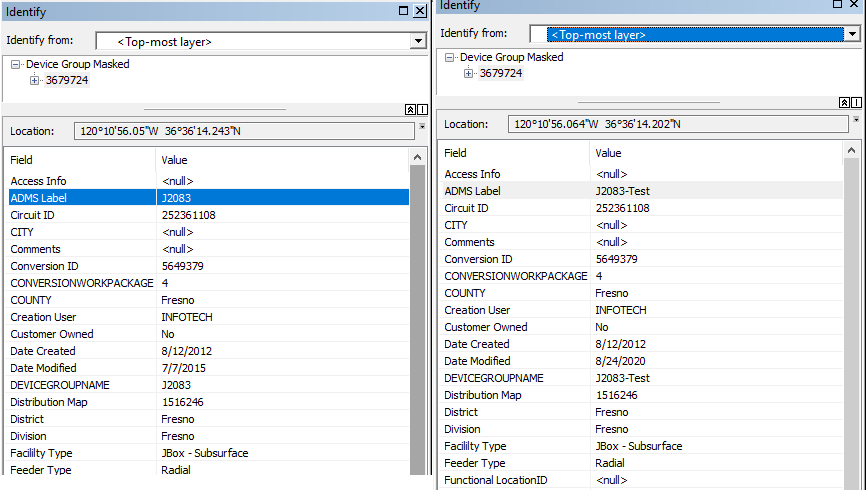 Identify
Identify from: <Top-most layer>
Device Group Masked
3679724
Location: 120°10'56.05"W 36°36'14.243"N
Field Value
Access Info <null>
ADMS Label J2083
Circuit ID 252361108
CITY <null>
Comments <null>
Conversion ID 5649379
CONVERSIONWORKPACKAGE 4
COUNTY Fresno
Creation User INFOTECH
Customer Owned No
Date Created 8/12/2012
Date Modified 7/7/2015
DEVICEGROUPNAME J2083
Distribution Map 1516246
District Fresno
Division Fresno
Facililty Type JBox - Subsurface
Feeder Type Radial
Identify
Identify from: <Top-most layer>
Device Group Masked
3679724
Location: 120°10'56.064"W 36°36'14.202"N
Field Value
Access Info <null>
ADMS Label J2083-Test
Circuit ID 252361108
CITY <null>
Comments <null>
Conversion ID 5649379
CONVERSIONWORKPACKAGE 4
COUNTY Fresno
Creation User INFOTECH
Customer Owned No
Date Created 8/12/2012
Date Modified 8/24/2020
DEVICEGROUPNAME J2083-Test
Distribution Map 1516246
District Fresno
Division Fresno
Facililty Type JBox - Subsurface
Feeder Type Radial
Functional LocationID <null>